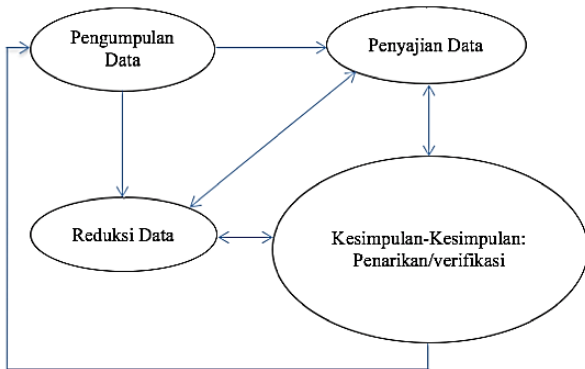 Pengumpulan
Data
Penyajian Data
Reduksi Data
Kesimpulan-Kesimpulan:
Penarikan/verifikasi